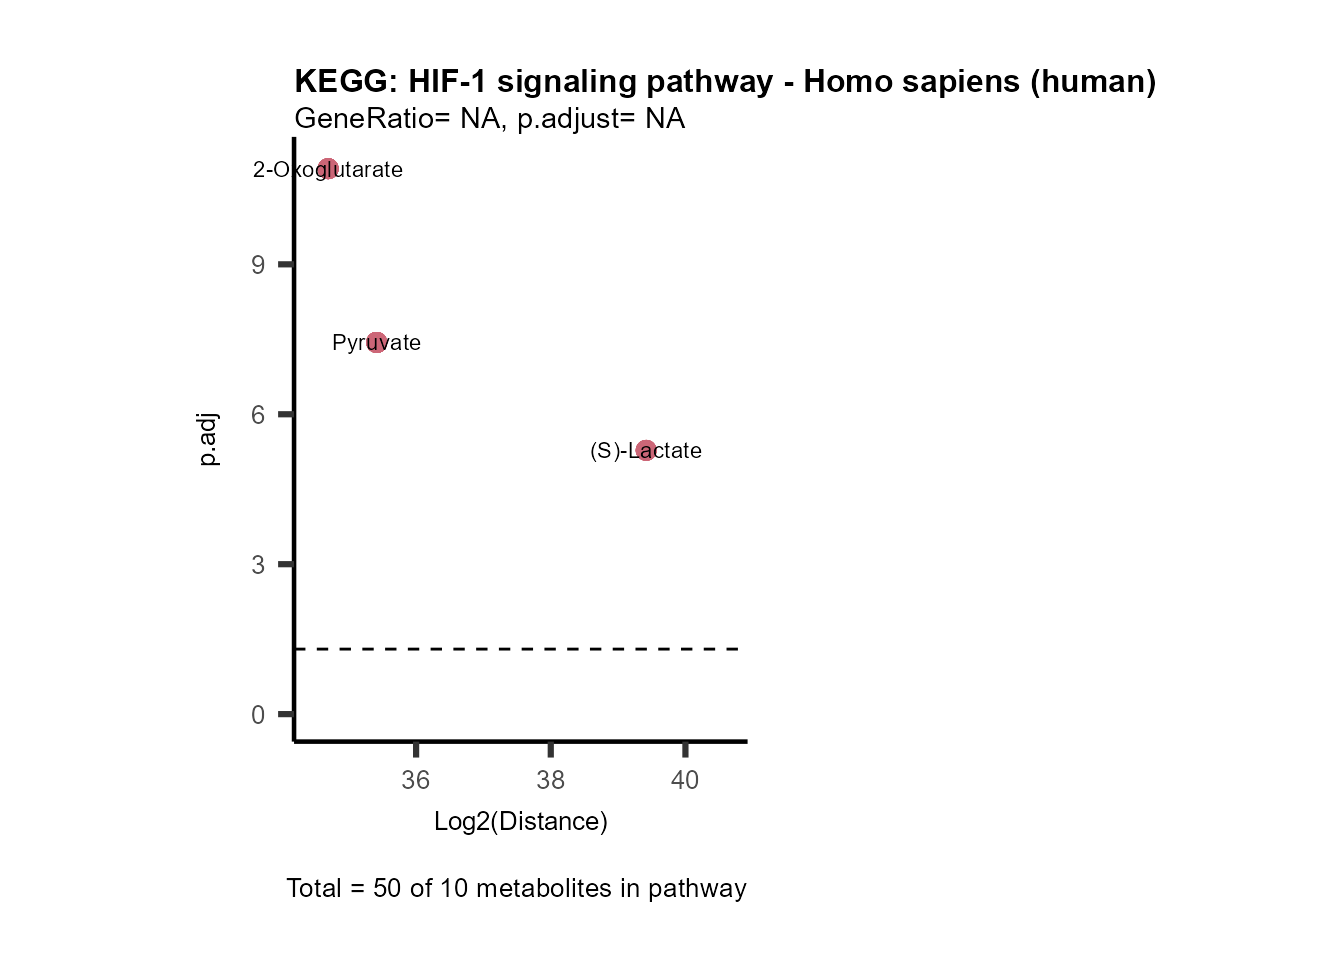 KEGG: HIF-1 signaling pathway - Homo sapiens (human)
GeneRatio= NA, p.adjust= NA
2-Oxoglutarate
9
Pyruvate
6
p.adj
(S)-Lactate
3
0
36 38 40
Log2(Distance)
Total = 50 of 10 metabolites in pathway